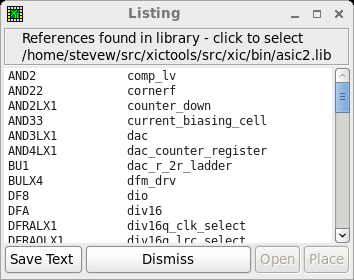 Listing
References found in library - click to select
/home/stevew/src/xictools/src/xic/bin/asic2.lib
AND2 comp_lv
AND22 cornerf
AND2LX1 counter_down
AND33 current_biasing_cell
AND3LX1 dac
AND4LX1 dac_counter_register
BU1 dac_r_2r_ladder
BULX4 dfm_drv
DF8 dio
DFA div16
DFRALX1 div16q_clk_select
DFRAQLX1 div16q_lrc_select
Save Text Dismiss Open Place